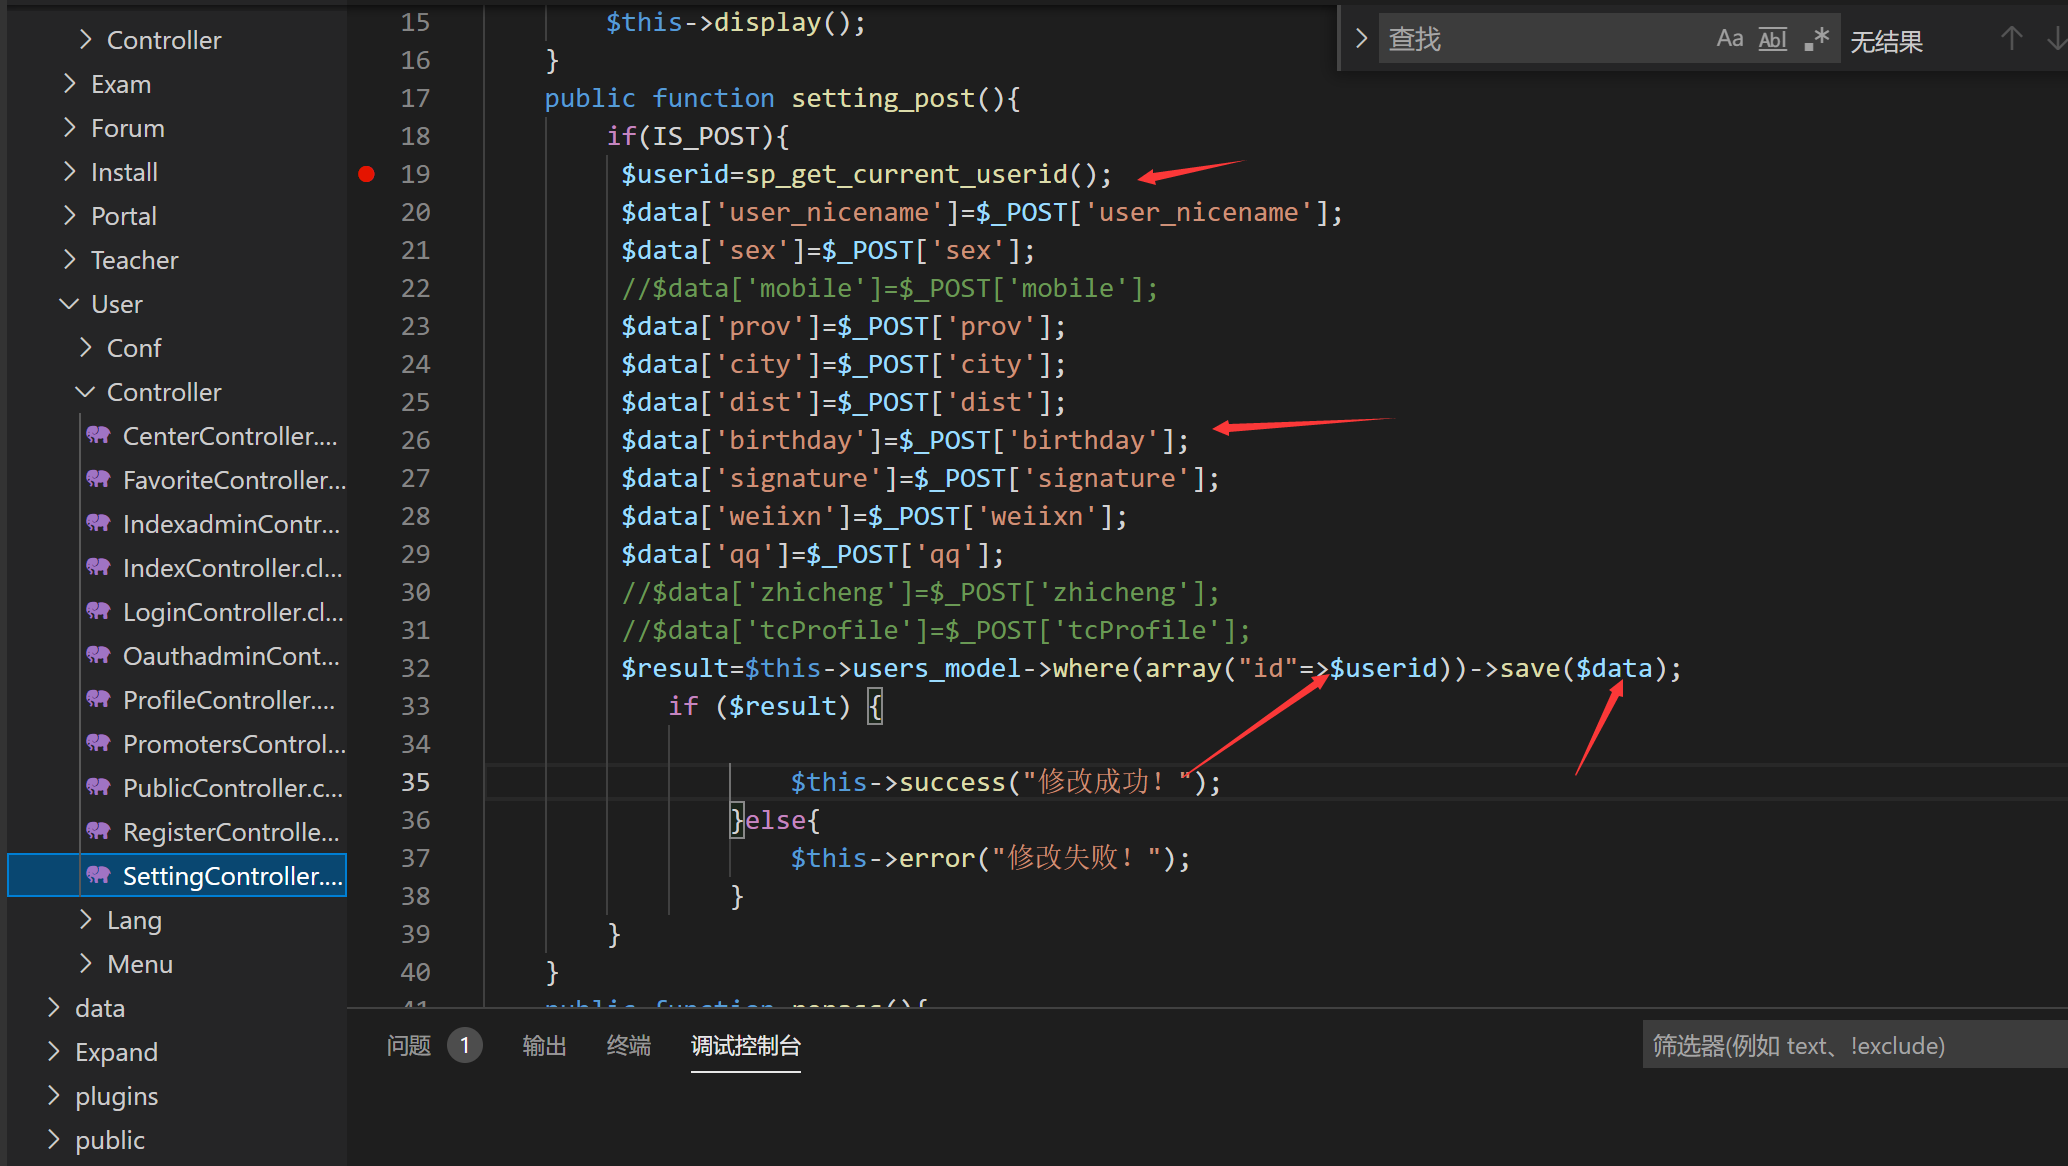 Controller
Exam
Forum
Install
Portal
Teacher
User
Conf
Controller
CenterController....
FavoriteController...
IndexadminContr...
IndexController.cl...
LoginController.cl...
OauthadminCont...
ProfileController....
PromotersControl...
PublicController.c...
RegisterControlle...
SettingController....
Lang
Menu
data
Expand
plugins
public
查找 Aa Abl .* 无结果
15 $this->display();
16 }
17 public function setting_post(){
18 if(IS_POST){
19 $userid=sp_get_current_userid();
20 $data['user_nicename']=$_POST['user_nicename'];
21 $data['sex']=$_POST['sex'];
22 //$data['mobile']=$_POST['mobile'];
23 $data['prov']=$_POST['prov'];
24 $data['city']=$_POST['city'];
25 $data['dist']=$_POST['dist'];
26 $data['birthday']=$_POST['birthday'];
27 $data['signature']=$_POST['signature'];
28 $data['weiixn']=$_POST['weiixn'];
29 $data['qq']=$_POST['qq'];
30 //$data['zhicheng']=$_POST['zhicheng'];
31 //$data['tcProfile']=$_POST['tcProfile'];
32 $result=$this->users_model->where(array("id"=>$userid))->save($data);
33 if ($result) {
34
35 $this->success("修改成功！");
36 }else{
37 $this->error("修改失败！");
38 }
39 }
40 }
41 public function repass(){
问题 1 输出 终端 调试控制台
筛选器(例如 text、!exclude)